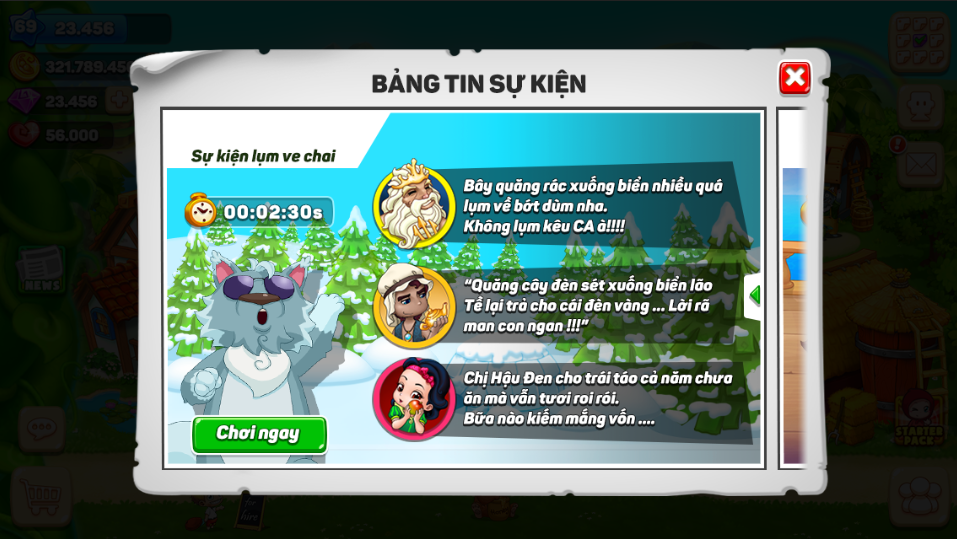 69 23.456
321.789.456
23.456
56.000
NEWS
BẢNG TIN SỰ KIỆN
Sự kiện lụm ve chai
00:02:30s
Bây quăng rác xuống biển nhiều quá
lụm về bớt dùm nha.
Không lụm kêu CA à!!!!
“Quăng cây đèn sét xuống biển lão
Tề lại trả cho cái đèn vàng ... Lời rã
man con ngan !!!”
Chị Hậu Đen cho trái táo cả năm chưa
ăn mà vẫn tươi roi rói.
Bữa nào kiếm mắng vốn ....
Chơi ngay
STARTER
PACK